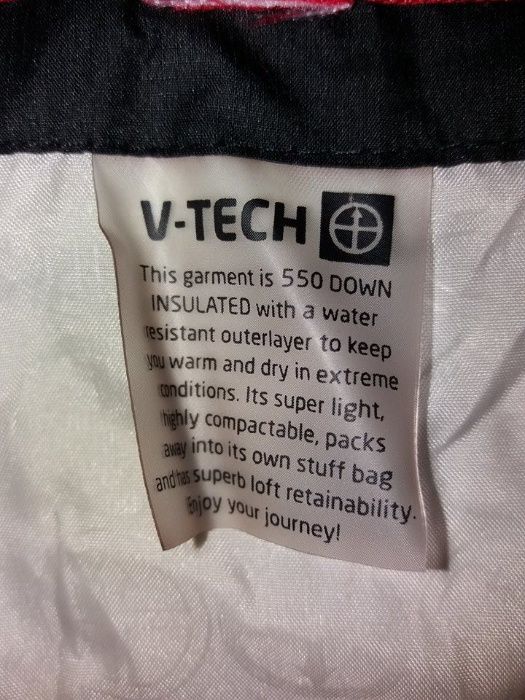 V-TECH
This garment is 550 DOWN
INSULATED with a water
resistant outerlayer to keep
you warm and dry in extreme
conditions. Its super light,
highly compactable, packs
away into its own stuff bag
and has superb loft retainability.
Enjoy your journey!